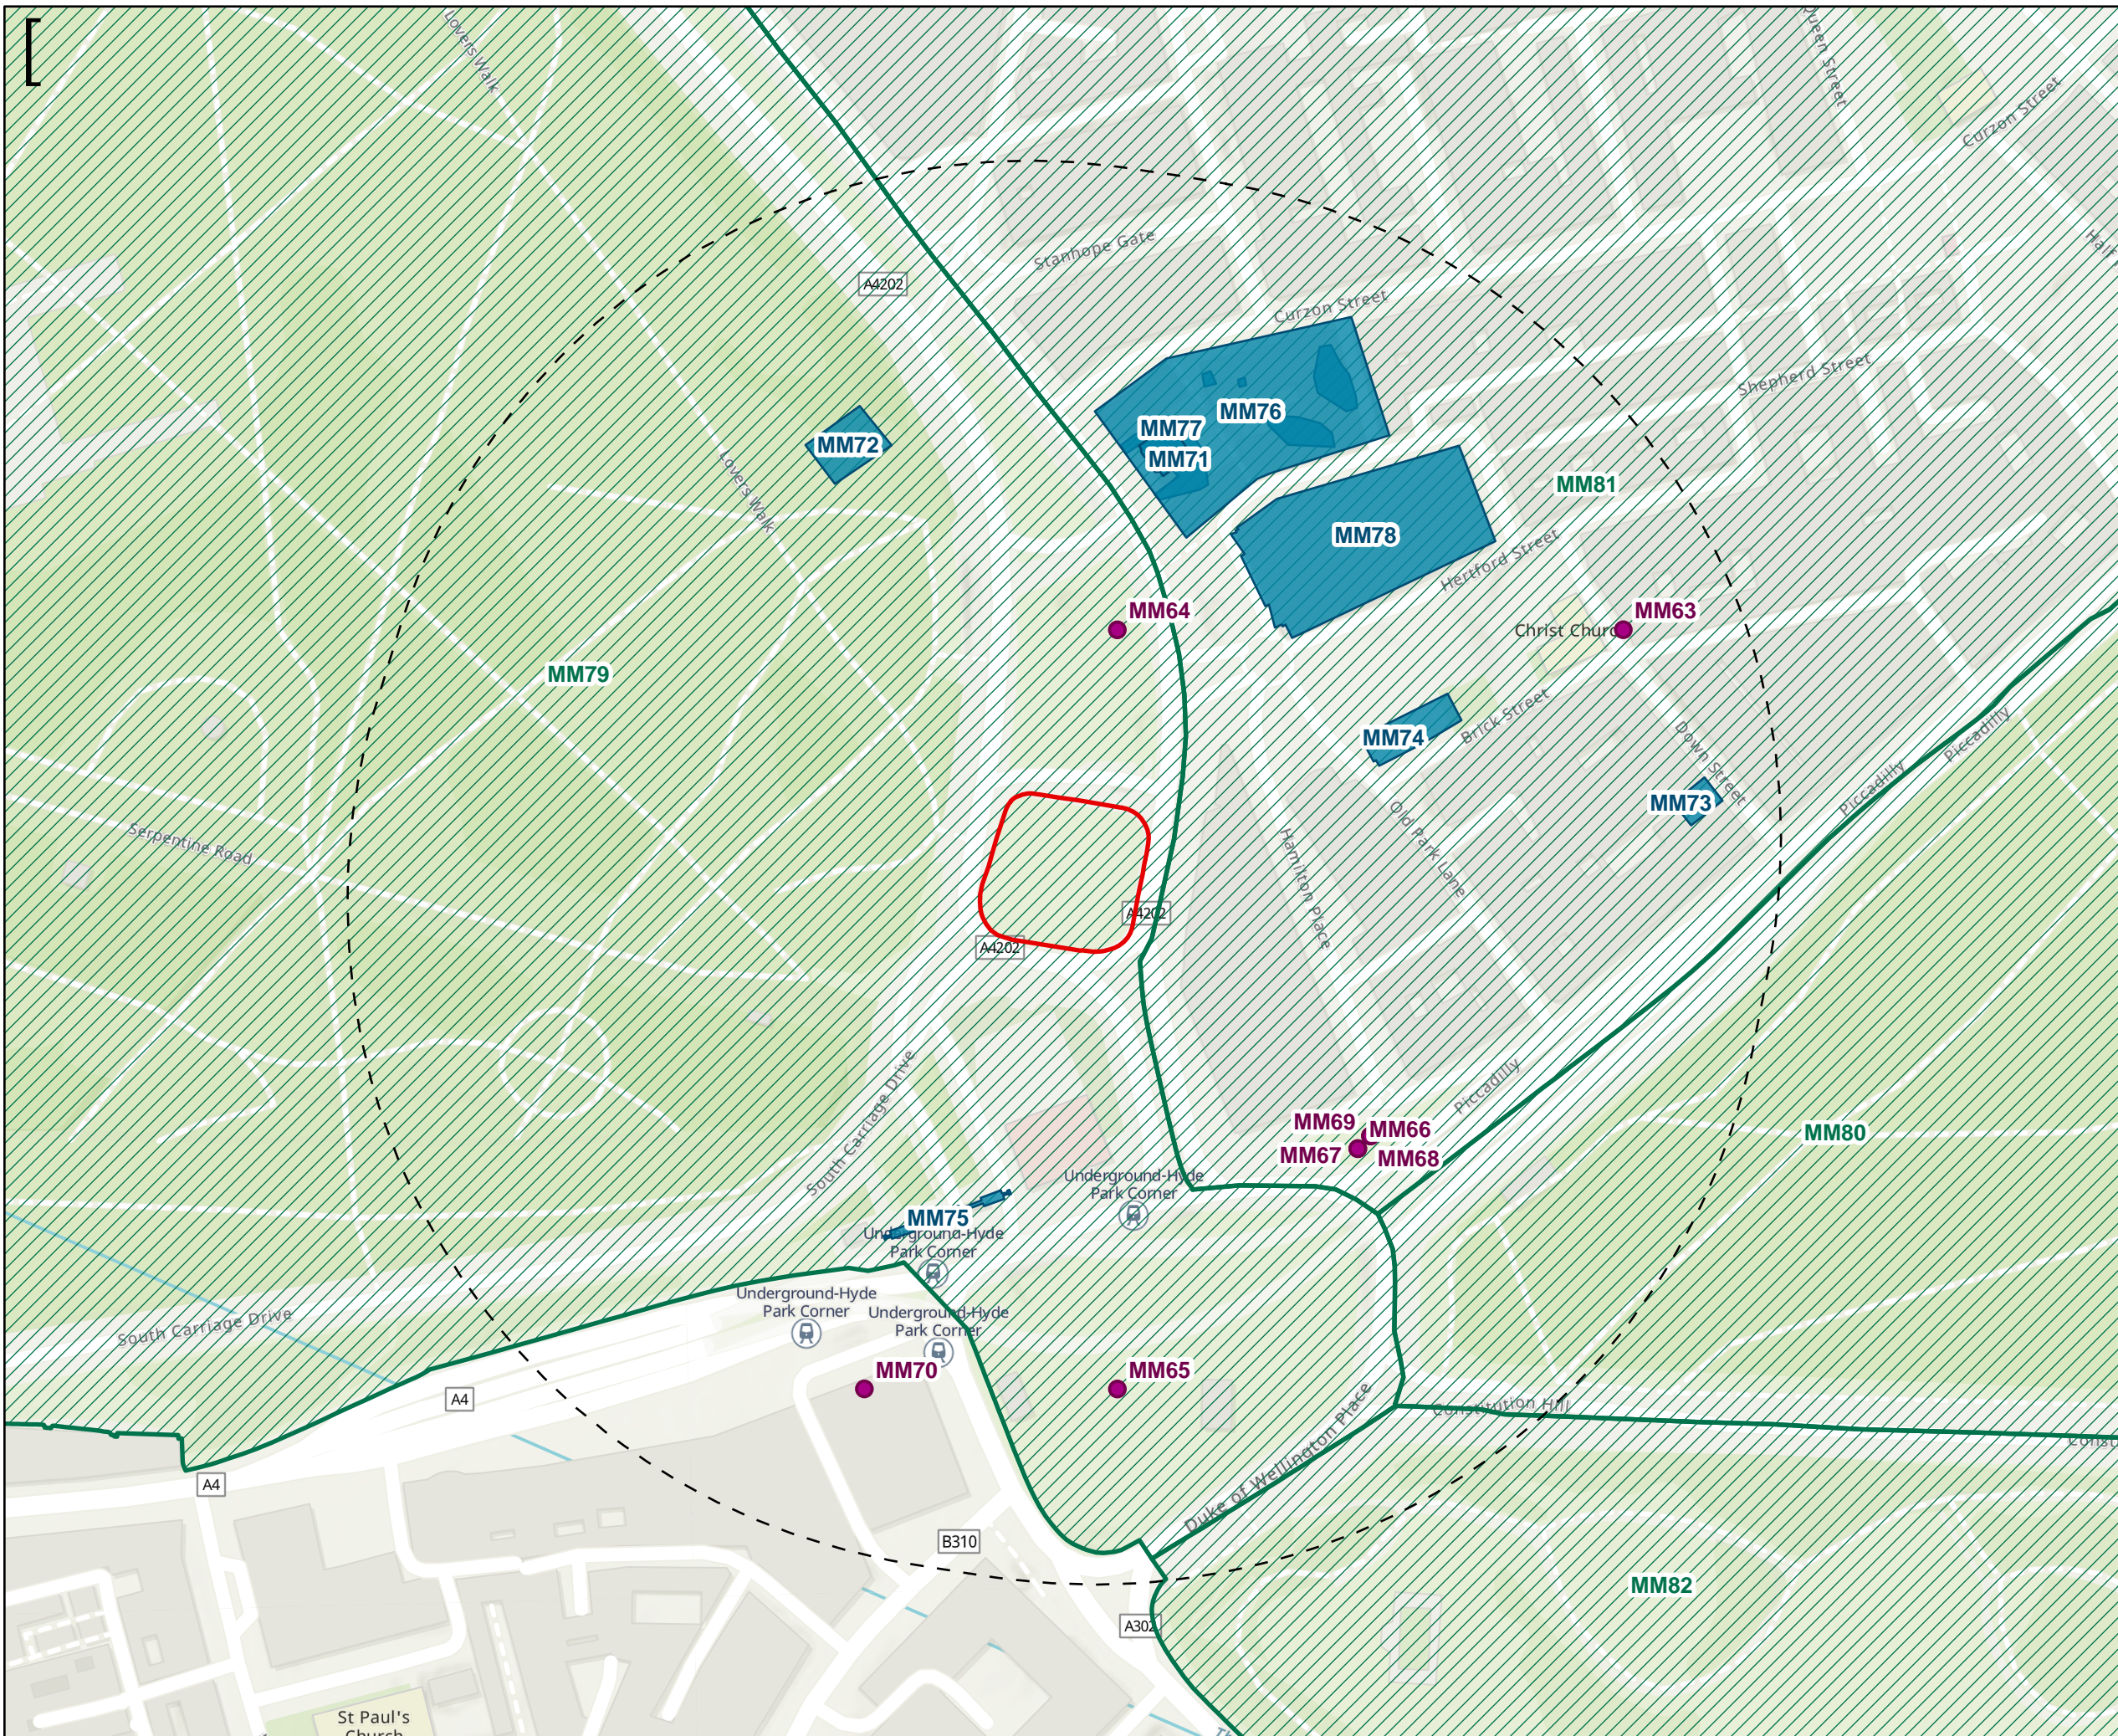 [
Lovers Walk
Queen Street
Curzon Street
Stanhope Gate
A4202
Curzon Street
Shepherd Street
MM76
MM77
MM71
MM72
Lovers Walk
MM81
MM78
Hertford Street
MM64
MM63
Christ Churc
MM79
Brick Street
MM74
Down Street
Piccadilly
Piccadilly
MM73
Old Park Lane
Hamilton Place
Serpentine Road
A4202
A4202
South Carriage Drive
Piccadilly
MM69
MM66
MM67
MM68
MM80
Underground-Hyde
Park Corner
MM75
Underground-Hyde
Park Corner
Underground-Hyde
Park Corner
Underground-Hyde
Park Corner
South Carriage Drive
MM70
MM65
A4
Constitution Hill
Duke of Wellington Place
A4
B310
MM82
A302
St Paul's
Church